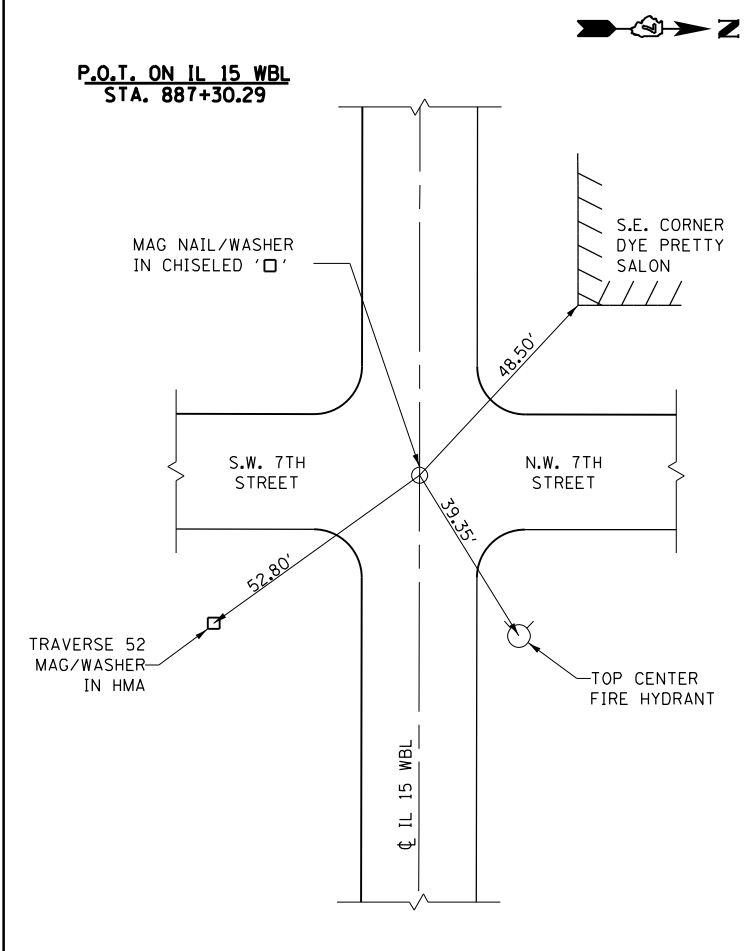 N
P.O.T. ON IL 15 WBL
STA. 887+30.29
MAG NAIL/WASHER
IN CHISELED '□'
S.E. CORNER
DYE PRETTY
SALON
48.50'
S.W. 7TH
STREET
N.W. 7TH
STREET
39.35'
52.80'
TRAVERSE 52
MAG/WASHER
IN HMA
TOP CENTER
FIRE HYDRANT
℄ IL 15 WBL